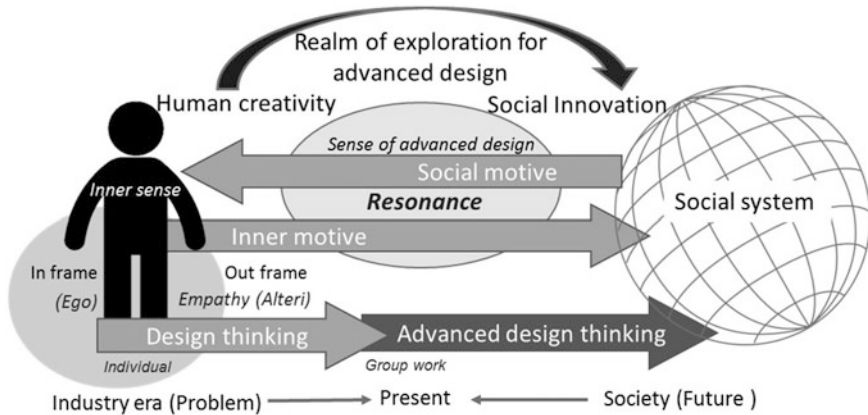 Realm of exploration for
advanced design
Human creativity
Social Innovation
Sense of advanced design
Social motive
Inner sense
Resonance
Social system
Inner motive
In frame
Out frame
(Ego)
Empathy (Alteri)
Design thinking
Advanced design thinking
Individual
Group work
Industry era (Problem)
Present
Society (Future )